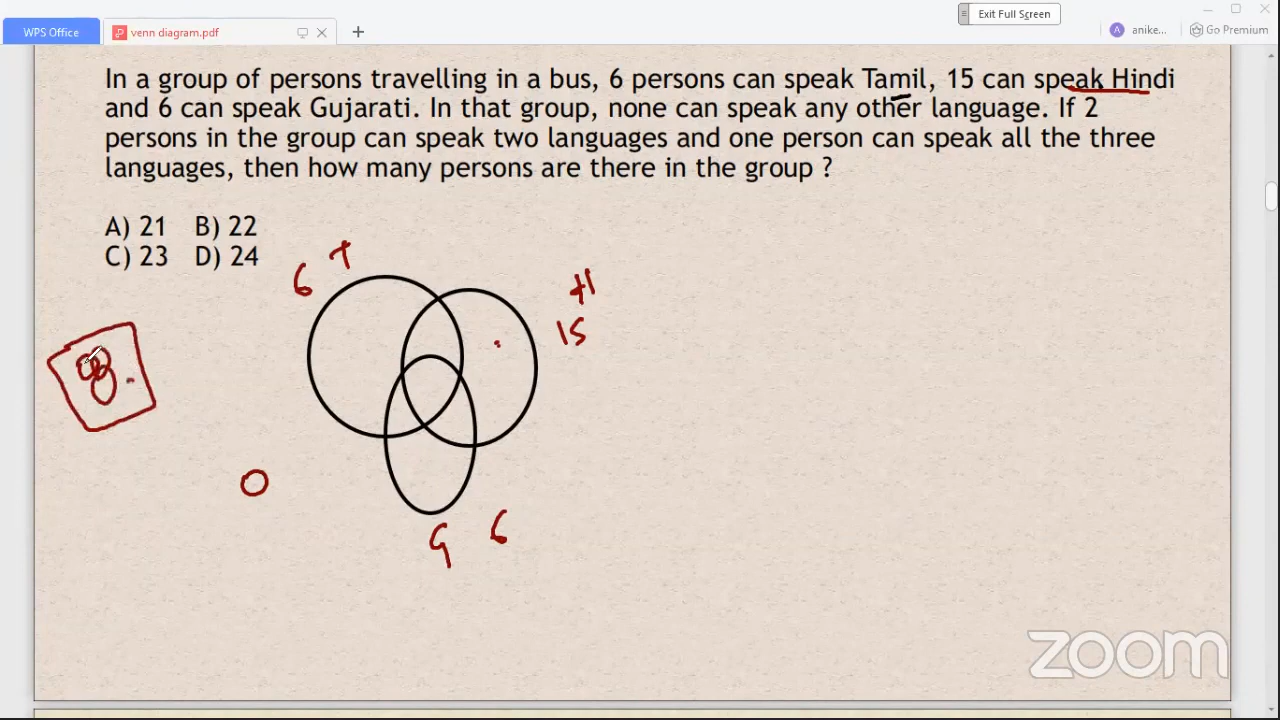 Exit Full Screen
WPS Office
venn diagram.pdf
anike...
Go Premium
In a group of persons travelling in a bus, 6 persons can speak Tamil, 15 can speak Hindi
and 6 can speak Gujarati. In that group, none can speak any other language. If 2
persons in the group can speak two languages and one person can speak all the three
languages, then how many persons are there in the group ?
A) 21 B) 22
C) 23 D) 24
6 T
H
15
0
G 6
zoom